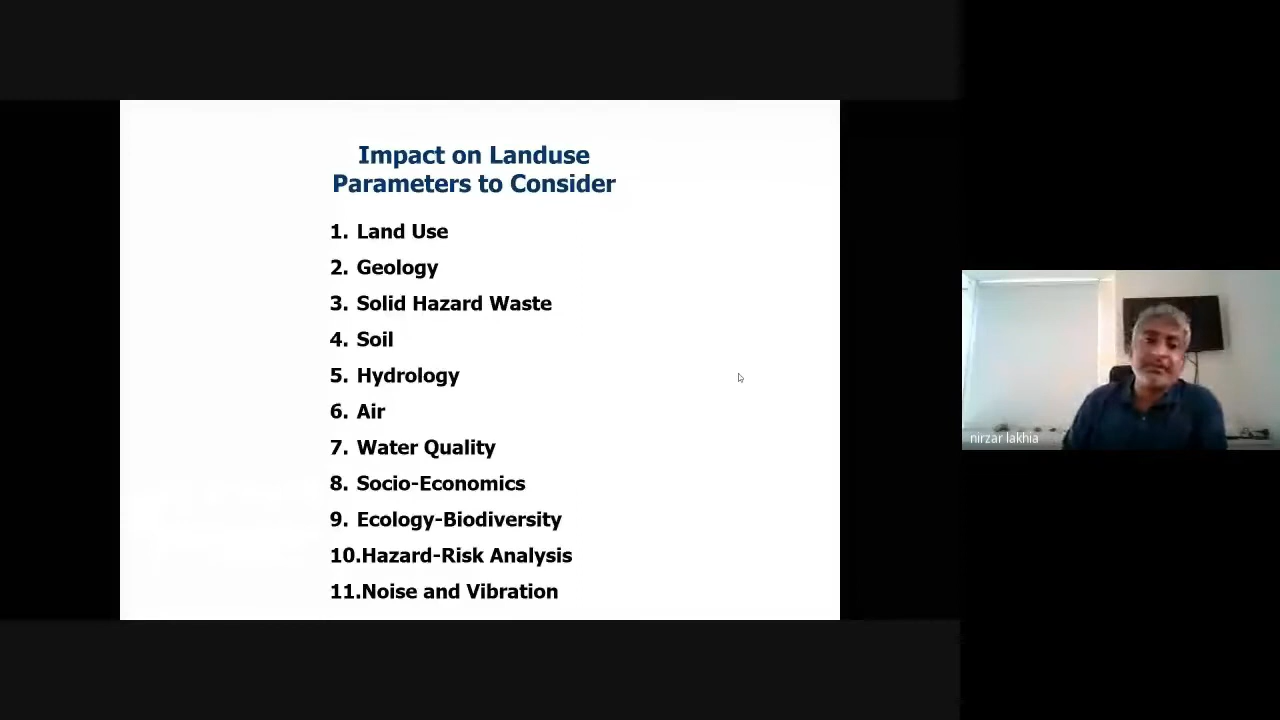 Impact on Landuse
Parameters to Consider
1. Land Use
2. Geology
3. Solid Hazard Waste
4. Soil
5. Hydrology
6. Air
7. Water Quality
8. Socio-Economics
9. Ecology-Biodiversity
10.Hazard-Risk Analysis
11.Noise and Vibration
nirzar lakhia